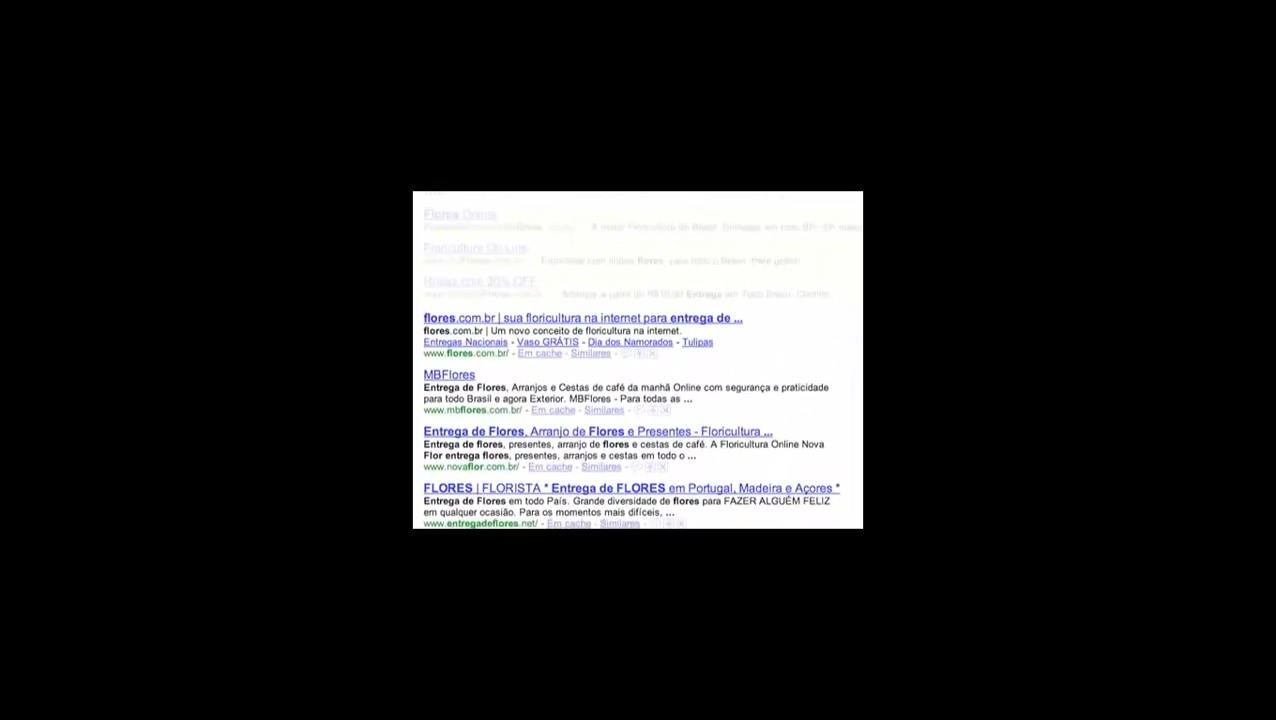 Flores Online
Floricultura
Rosas com 30% OFF
flores.com.br | sua floricultura na internet para entrega de ...
flores.com.br | Um novo conceito de floricultura na internet.
Entregas Nacionais - Vaso GRÁTIS - Dia dos Namorados - Tulipas
www.flores.com.br/ - Em cache - Similares -
MBFlores
Entrega de Flores, Arranjos e Cestas de café da manhã Online com segurança e praticidade
para todo Brasil e agora Exterior. MBFlores - Para todas as ...
www.mbflores.com.br/ - Em cache - Similares -
Entrega de Flores, Arranjo de Flores e Presentes - Floricultura ...
Entrega de flores, presentes, arranjo de flores e cestas de café. A Floricultura Online Nova
Flor entrega flores, presentes, arranjos e cestas em todo o ...
www.novaflor.com.br/ - Em cache - Similares -
FLORES | FLORISTA * Entrega de FLORES em Portugal, Madeira e Açores *
Entrega de Flores em todo País. Grande diversidade de flores para FAZER ALGUÉM FELIZ
em qualquer ocasião. Para os momentos mais difíceis, ...
www.entregadeflores.net/ - Em cache - Similares -